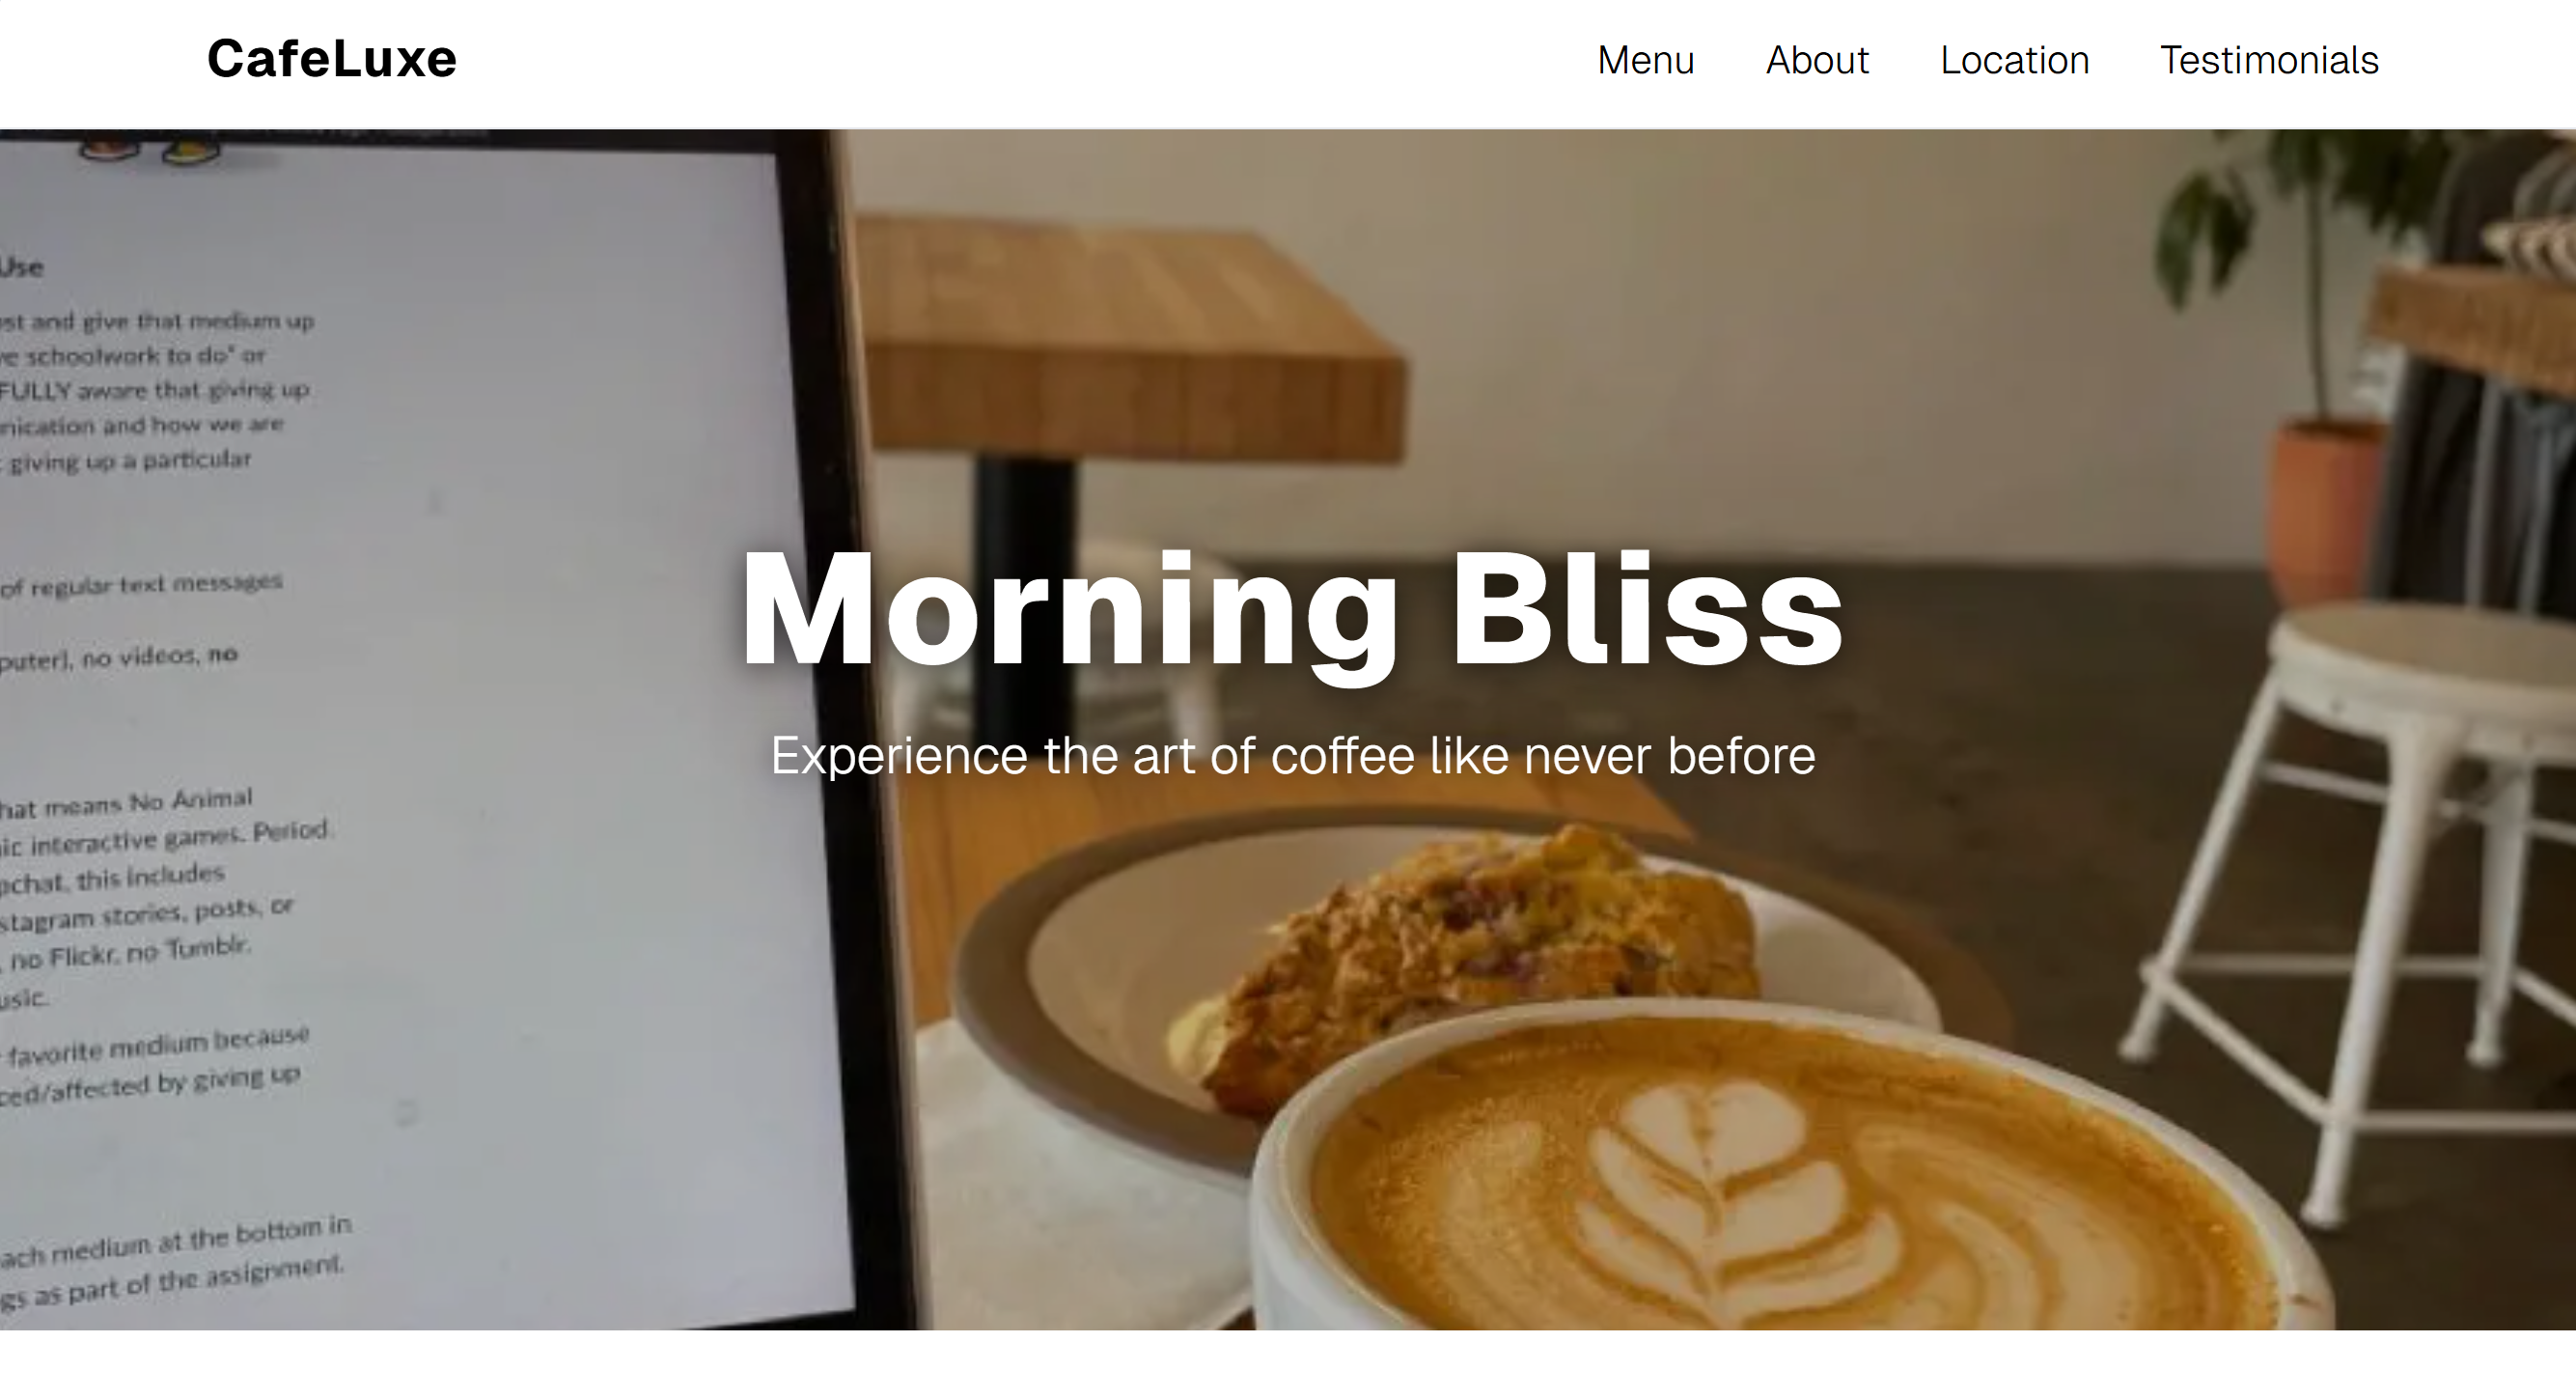 CafeLuxe
Menu About Location Testimonials
Use
st and give that medium up
ve schoolwork to do" or
FULLY aware that giving up
nication and how we are
giving up a particular
of regular text messages
puter), no videos, no
Morning Bliss
Experience the art of coffee like never before
hat means No Animal
ic interactive games. Period.
pchat, this includes
stagram stories, posts, or
, no Flickr, no Tumblr.
usic.
favorite medium because
ced/affected by giving up
ach medium at the bottom in
gs as part of the assignment.